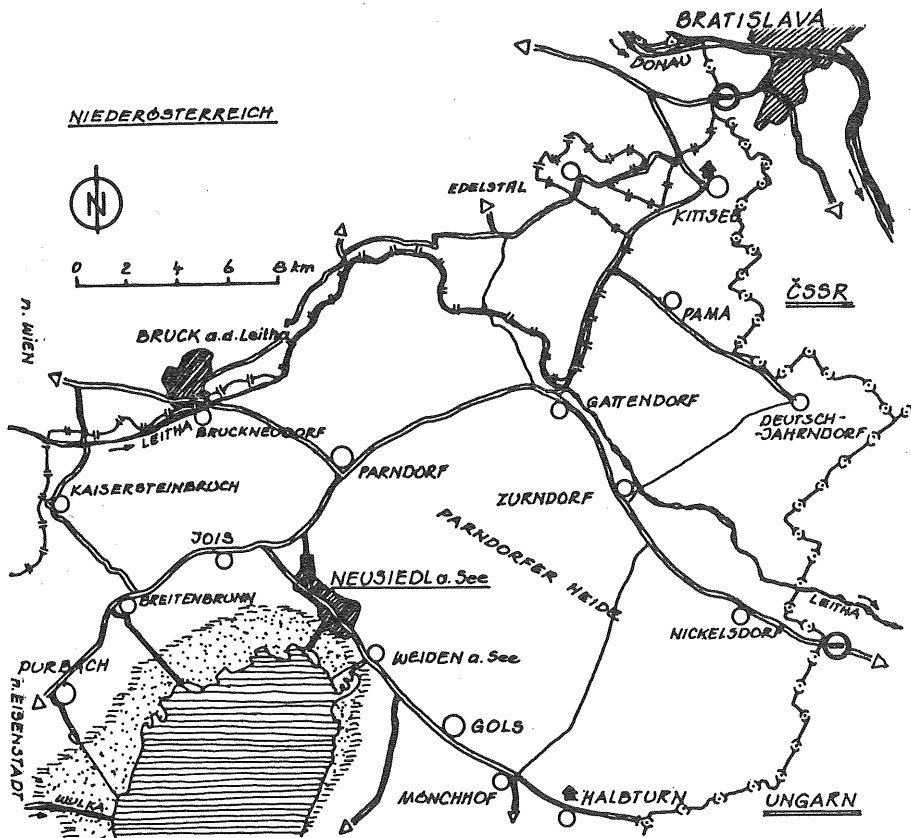 BRATISLAVA
DONAU
NIEDERÖSTERREICH
N
EDELSTAL
KITTSEE
0 2 4 6 8 km
ČSSR
n. WIEN
PAMA
BRUCK a.d. Leitha
GATTENDORF
DEUTSCH-
-JAHRNDORF
LEITHA
BRUCKNEUDORF
PARNDORF
KAISERSTEINBRUCH
ZURNDORF
JOIS
PARNDORFER HEIDE
NEUSIEDL a. See
BREITENBRUNN
LEITHA
NICKELSDORF
PURBACH
WEIDEN a. See
n. EISENSTADT
GOLS
WULKA
MÖNCHHOF
HALBTURN
UNGARN